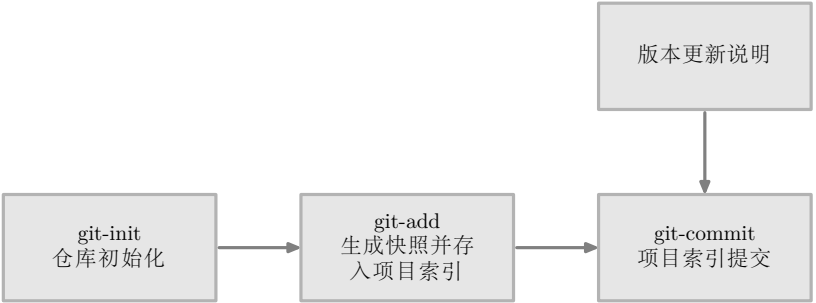 版本更新说明
git-init
仓库初始化
git-add
生成快照并存
入项目索引
git-commit
项目索引提交